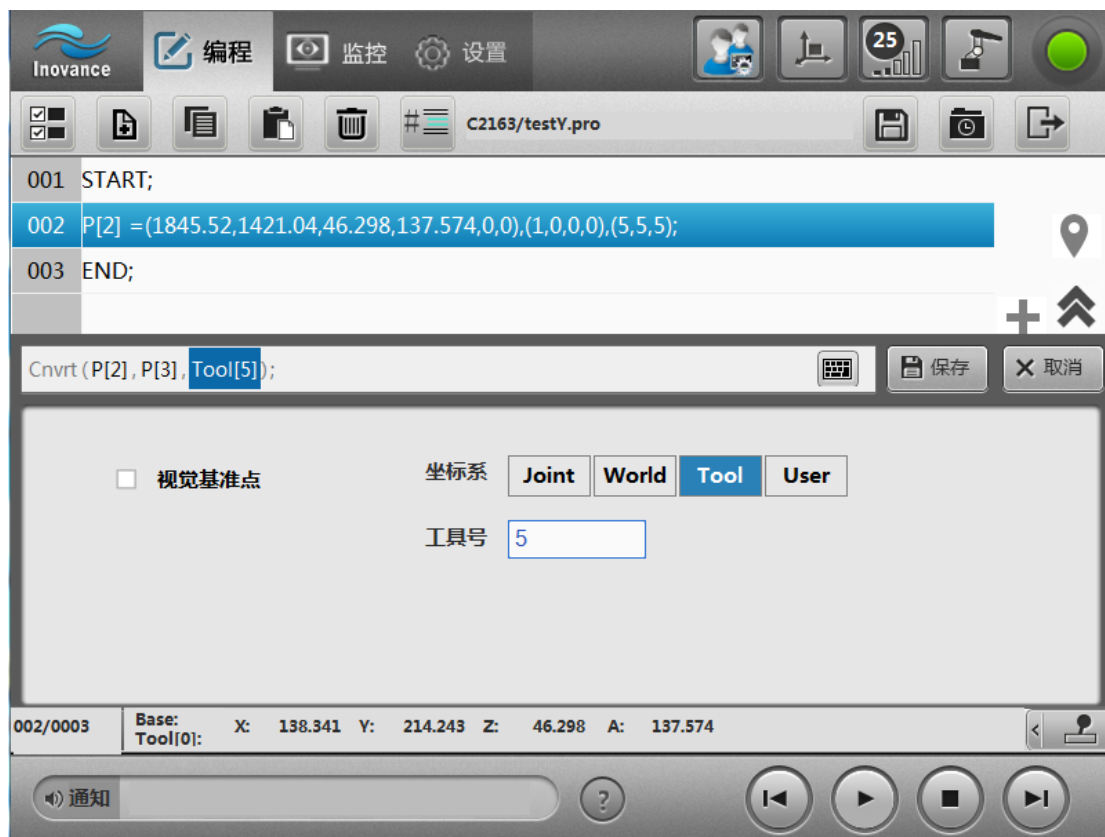 Inovance 编程 监控 设置 25
C2163/testY.pro
001 START;
002 P[2] =(1845.52,1421.04,46.298,137.574,0,0),(1,0,0,0),(5,5,5);
003 END;
Cnvrt (P[2] , P[3] , Tool[5]); 保存 取消
视觉基准点 坐标系 Joint World Tool User
工具号 5
002/0003 Base: X: 138.341 Y: 214.243 Z: 46.298 A: 137.574
Tool[0]:
通知 ?